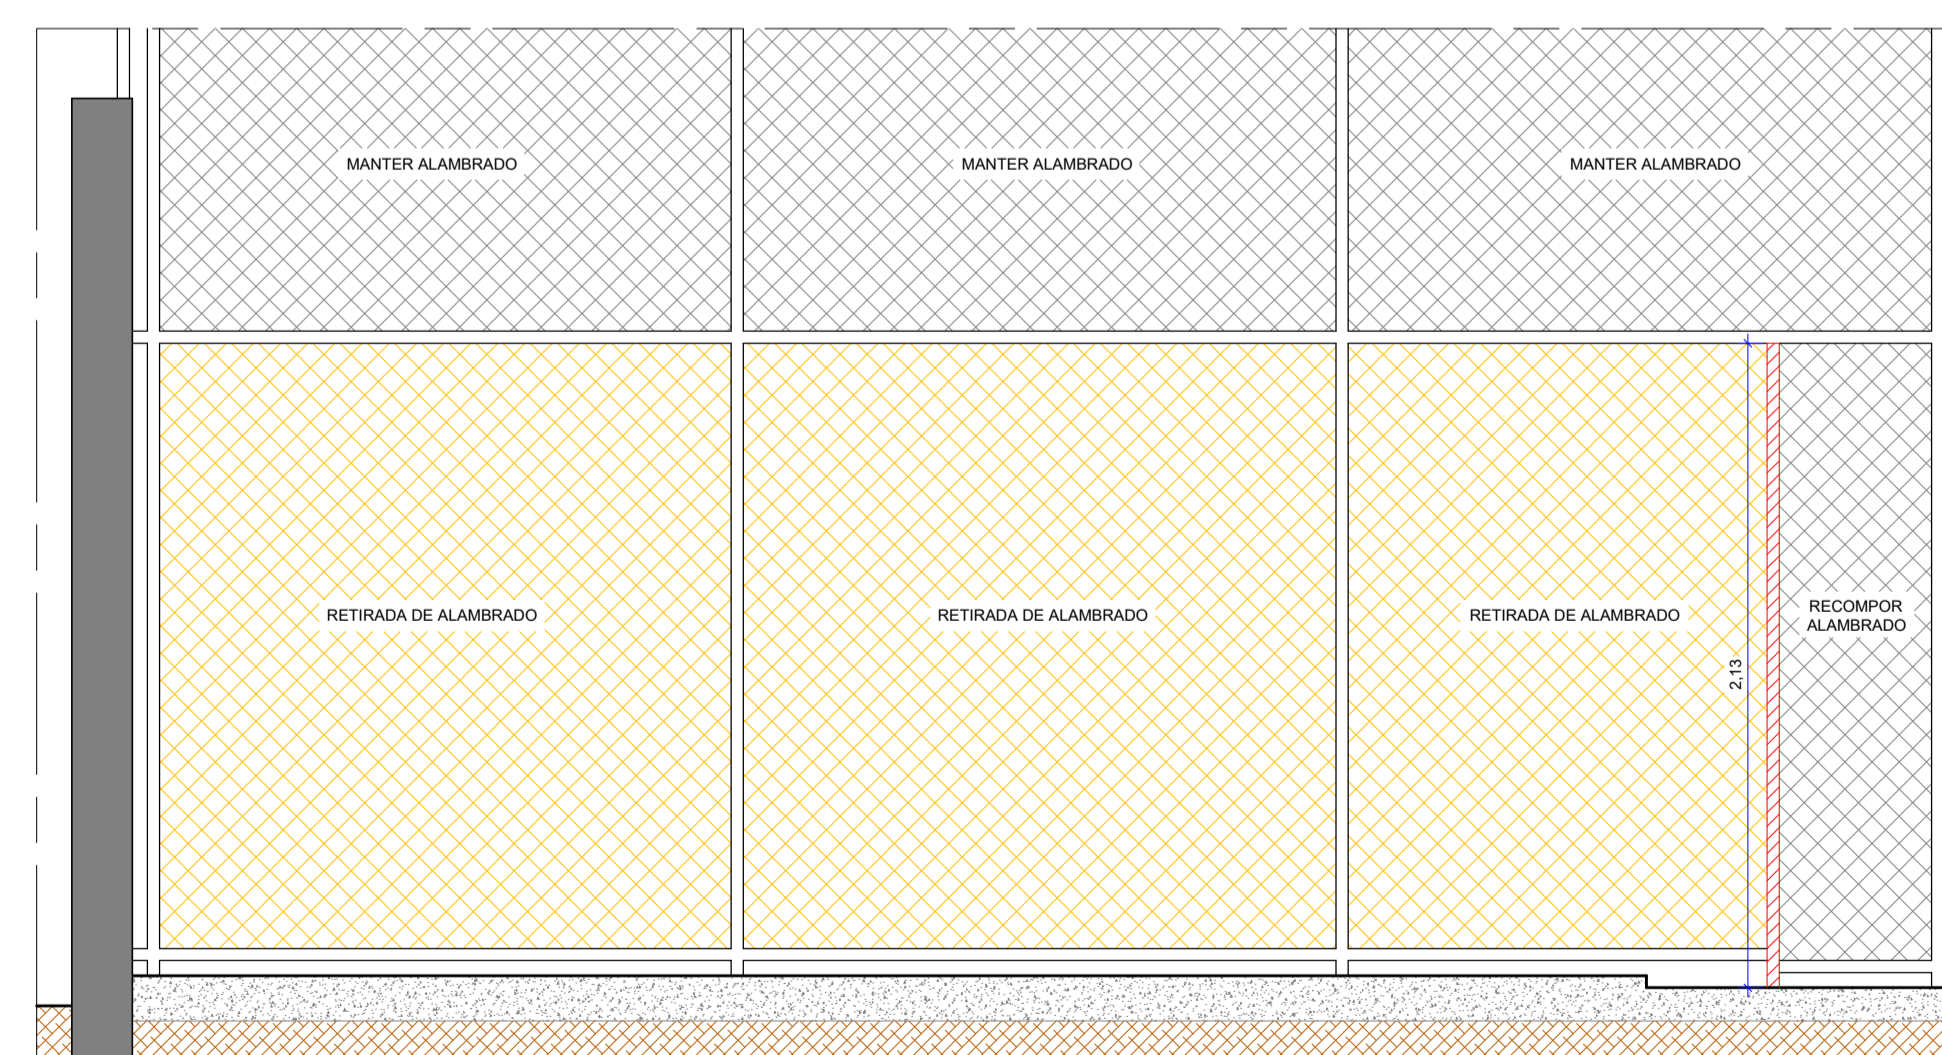 MANTER ALAMBRADO
MANTER ALAMBRADO
MANTER ALAMBRADO
RETIRADA DE ALAMBRADO
RETIRADA DE ALAMBRADO
RETIRADA DE ALAMBRADO
RECOMPOR
ALAMBRADO
2,13